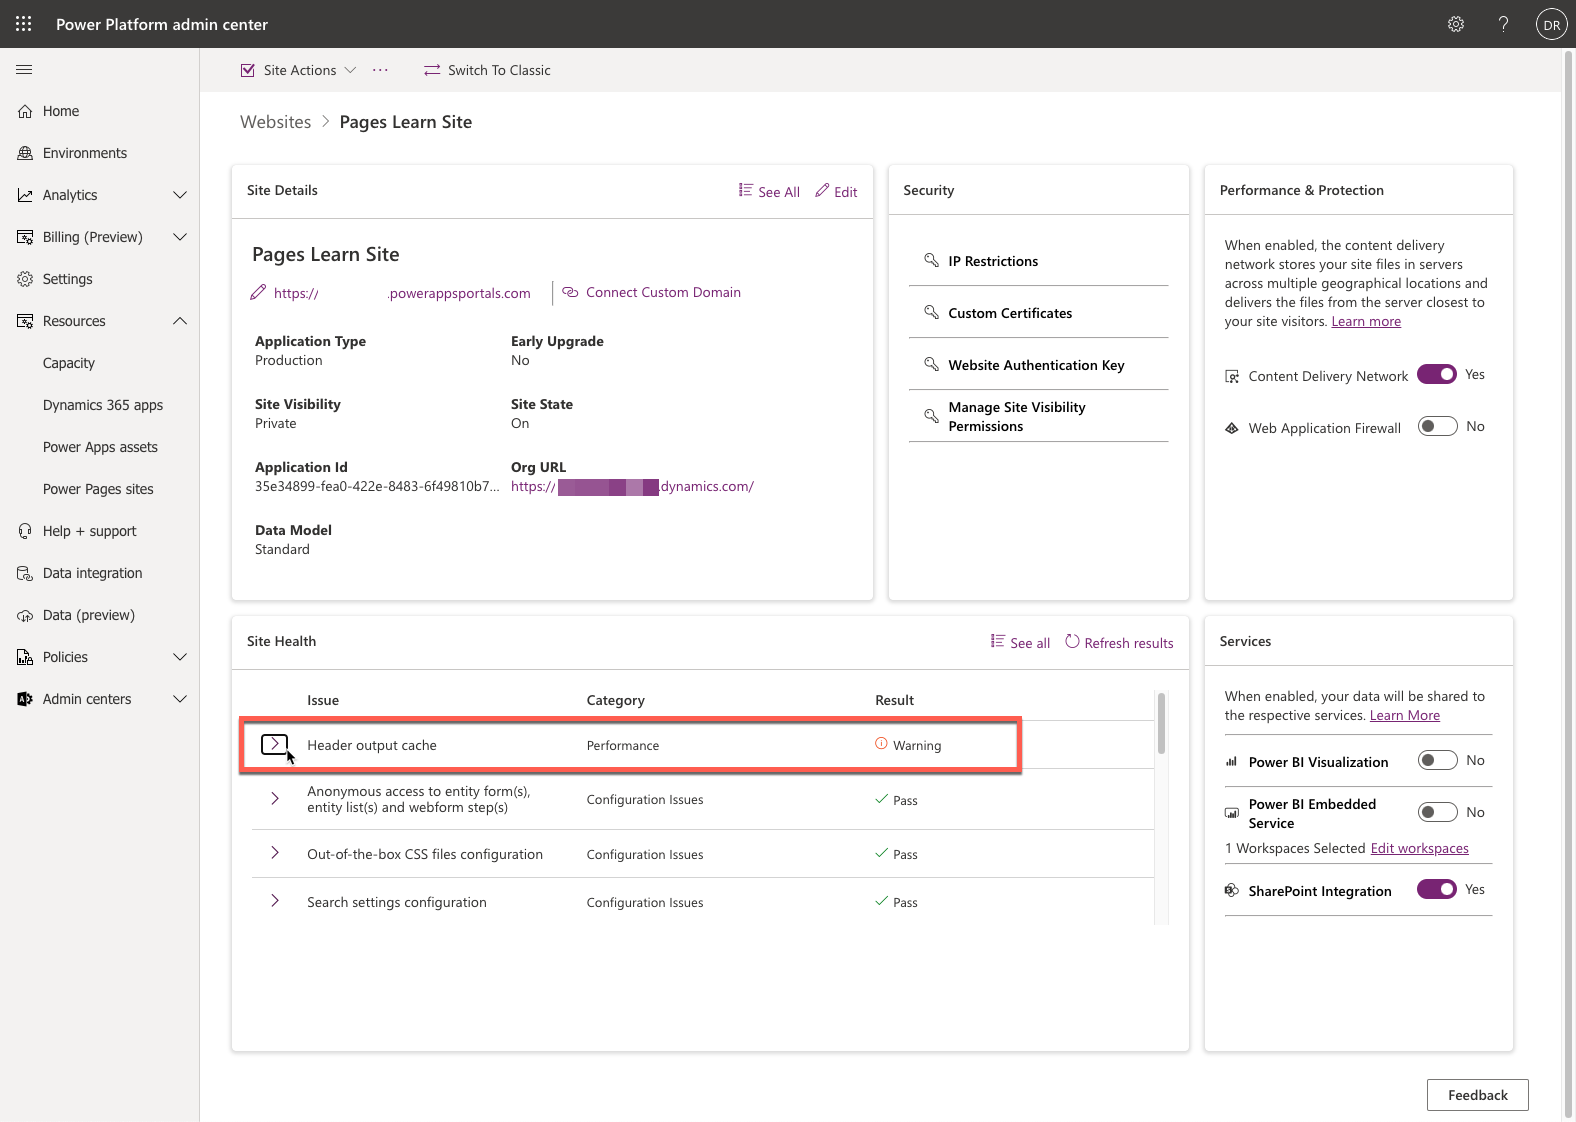 Power Platform admin center
?
DR
Site Actions
···
Switch To Classic
Home
Environments
Analytics
Billing (Preview)
Settings
Resources
Capacity
Dynamics 365 apps
Power Apps assets
Power Pages sites
Help + support
Data integration
Data (preview)
Policies
Admin centers
Websites > Pages Learn Site
Site Details
See All
Edit
Pages Learn Site
https://
.powerappsportals.com
Connect Custom Domain
Application Type
Production
Early Upgrade
No
Site Visibility
Private
Site State
On
Application Id
35e34899-fea0-422e-8483-6f49810b7...
Org URL
https://
.dynamics.com/
Data Model
Standard
Security
IP Restrictions
Custom Certificates
Website Authentication Key
Manage Site Visibility
Permissions
Performance & Protection
When enabled, the content delivery
network stores your site files in servers
across multiple geographical locations and
delivers the files from the server closest to
your site visitors. Learn more
Content Delivery Network
Yes
Web Application Firewall
No
Site Health
See all
Refresh results
Issue
Category
Result
Header output cache
Performance
Warning
Anonymous access to entity form(s),
entity list(s) and webform step(s)
Configuration Issues
Pass
Out-of-the-box CSS files configuration
Configuration Issues
Pass
Search settings configuration
Configuration Issues
Pass
Services
When enabled, your data will be shared to
the respective services. Learn More
Power BI Visualization
No
Power BI Embedded
Service
No
1 Workspaces Selected Edit workspaces
SharePoint Integration
Yes
Feedback